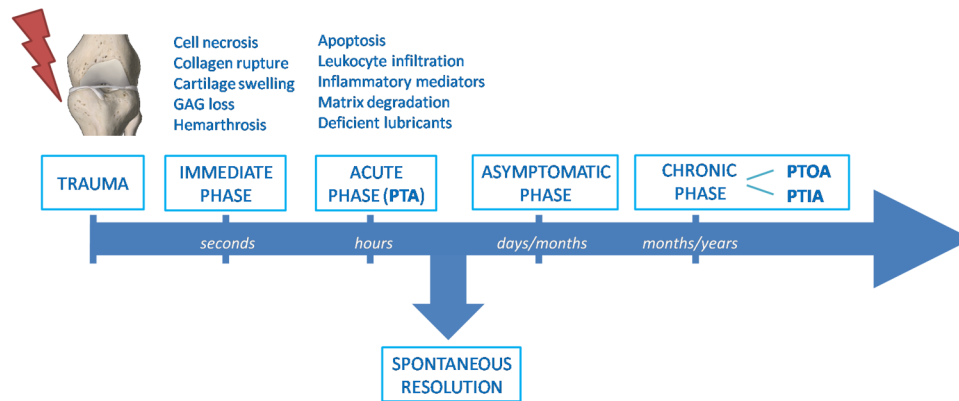 Cell necrosis
Collagen rupture
Cartilage swelling
GAG loss
Hemarthrosis
Apoptosis
Leukocyte infiltration
Inflammatory mediators
Matrix degradation
Deficient lubricants
TRAUMA
IMMEDIATE
PHASE
ACUTE
PHASE (PTA)
ASYMPTOMATIC
PHASE
CHRONIC
PHASE
PTOA
PTIA
seconds
hours
days/months
months/years
SPONTANEOUS
RESOLUTION